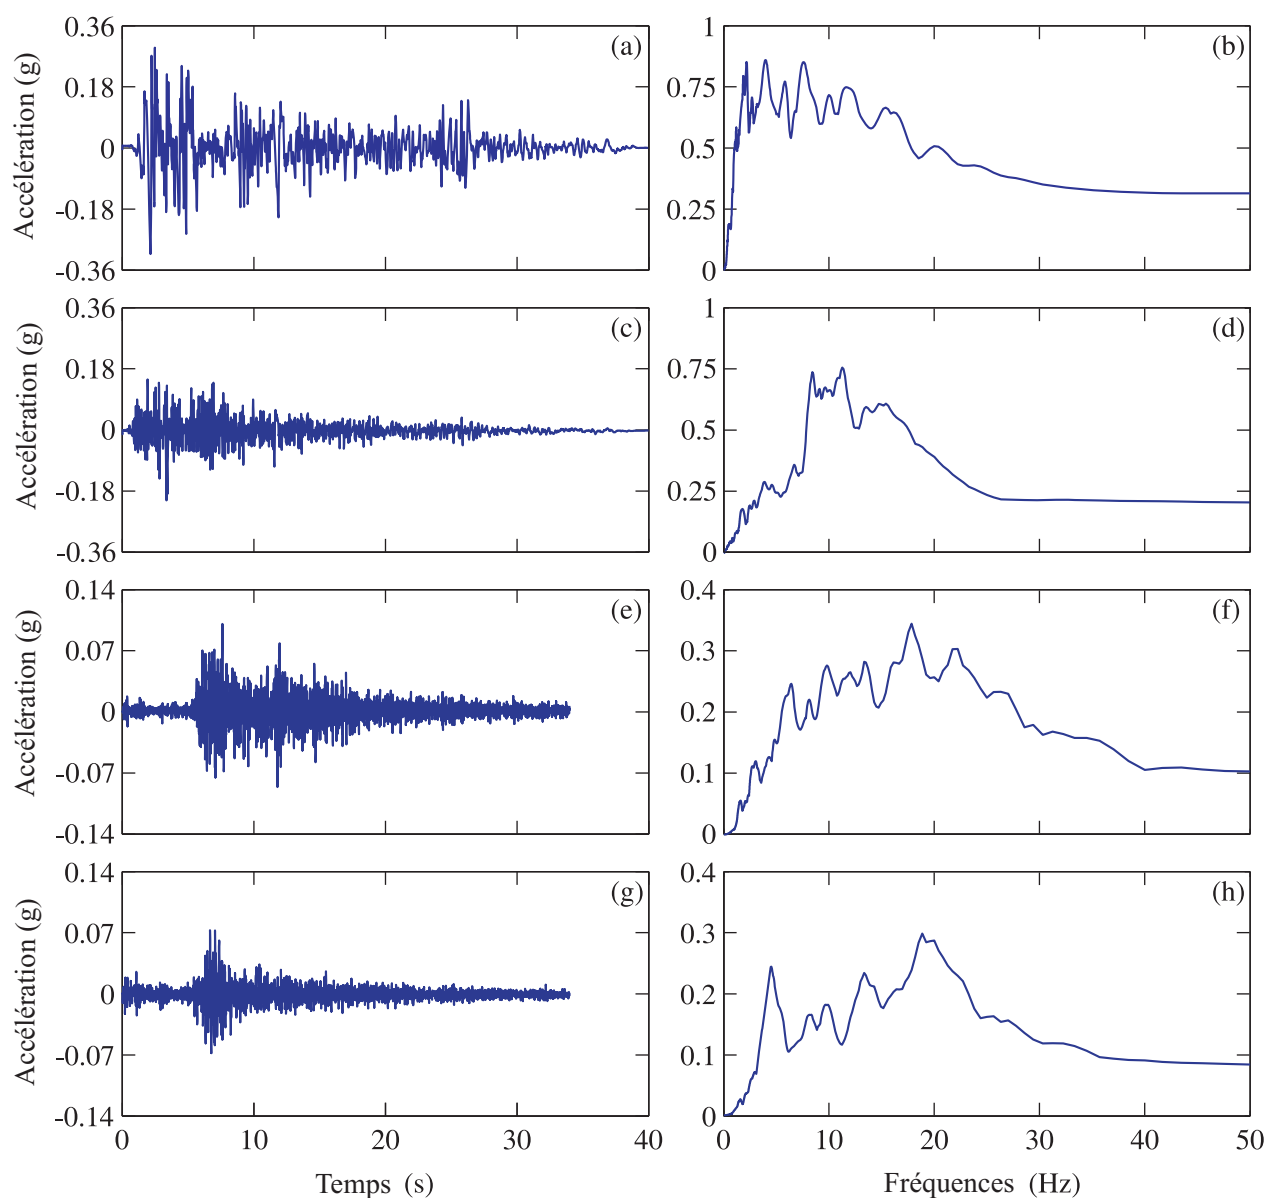 0.36
0.18
0
-0.18
-0.36
Accélération (g)
(a)
1
0.75
0.5
0.25
0
(b)
0.36
0.18
0
-0.18
-0.36
Accélération (g)
(c)
1
0.75
0.5
0.25
0
(d)
0.14
0.07
0
-0.07
-0.14
Accélération (g)
(e)
0.4
0.3
0.2
0.1
0
(f)
0.14
0.07
0
-0.07
-0.14
Accélération (g)
(g)
0 10 20 30 40
Temps (s)
0.4
0.3
0.2
0.1
0
(h)
0 10 20 30 40 50
Fréquences (Hz)